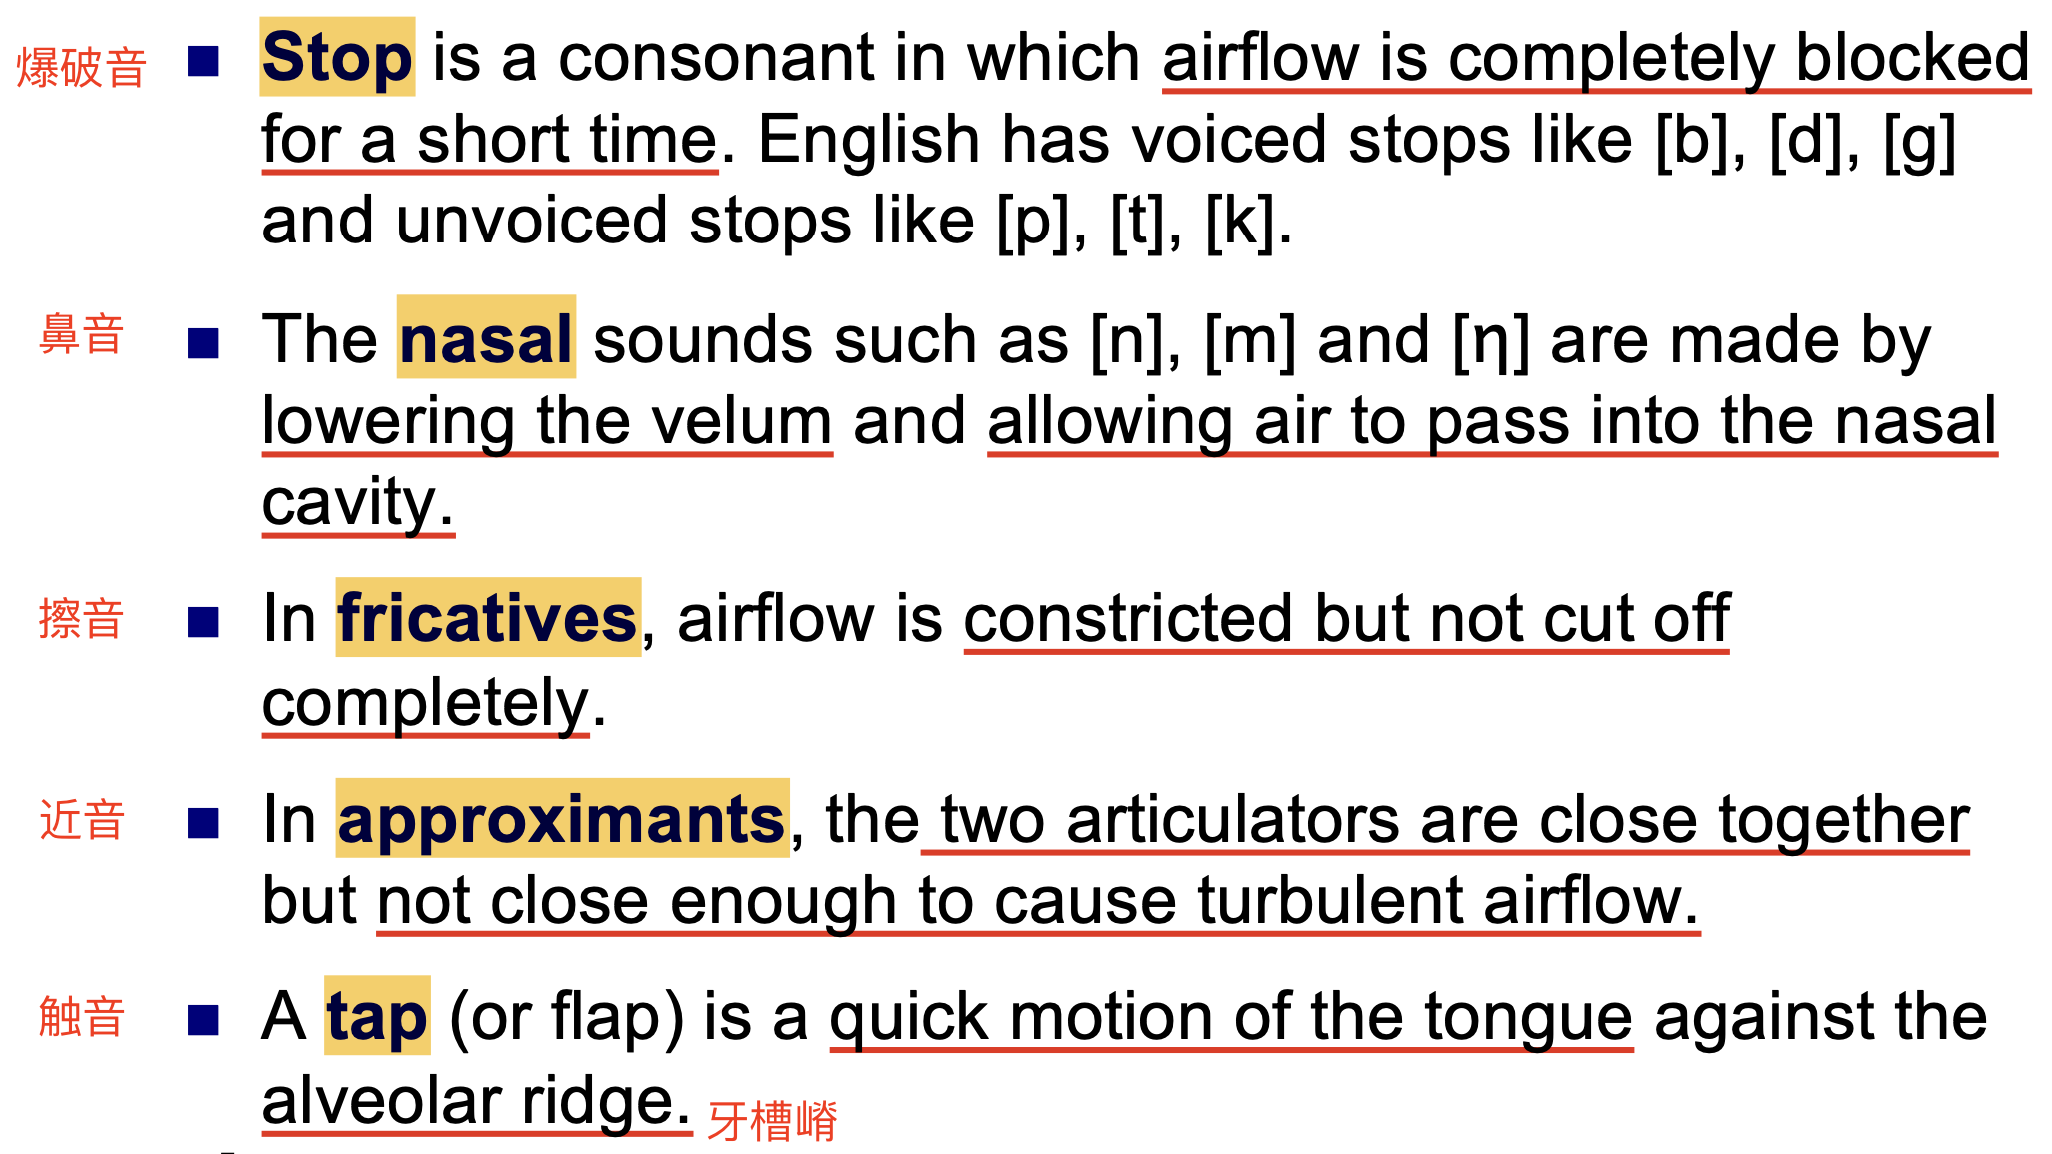 爆破音 ■ Stop is a consonant in which airflow is completely blocked
for a short time. English has voiced stops like [b], [d], [g]
and unvoiced stops like [p], [t], [k].
鼻音 ■ The nasal sounds such as [n], [m] and [η] are made by
lowering the velum and allowing air to pass into the nasal
cavity.
擦音 ■ In fricatives, airflow is constricted but not cut off
completely.
近音 ■ In approximants, the two articulators are close together
but not close enough to cause turbulent airflow.
触音 ■ A tap (or flap) is a quick motion of the tongue against the
alveolar ridge. 牙槽嵴